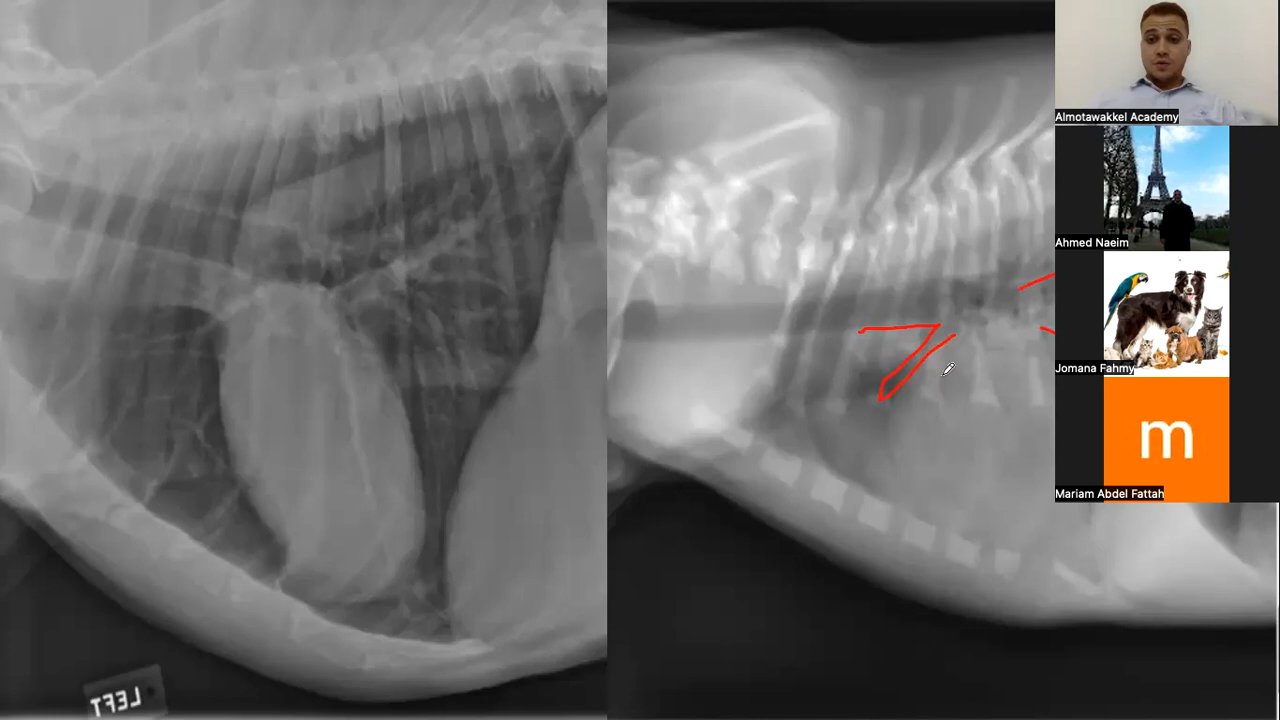 Almotawakkel Academy
Ahmed Naeim
Jomana Fahmy
m
Mariam Abdel Fattah
LEFT